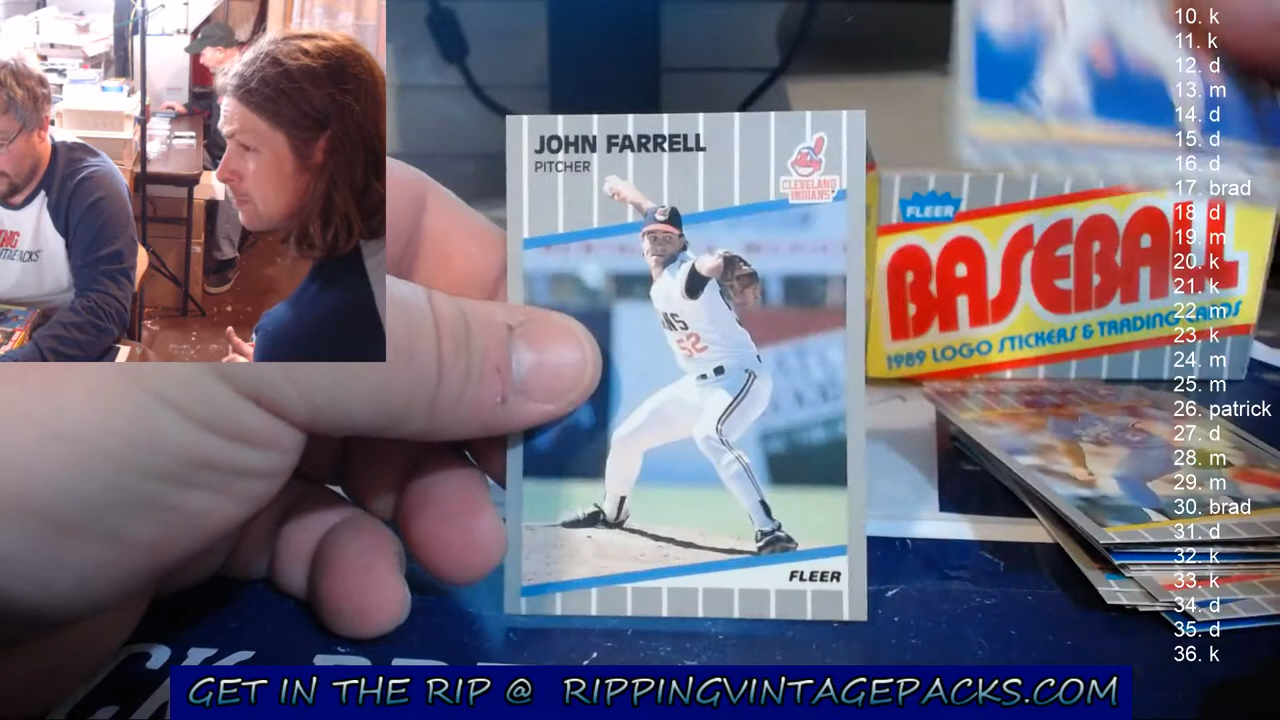 JOHN FARRELL
PITCHER
CLEVELAND
INDIANS
52
FLEER
FLEER
BASEBALL
1989 LOGO STICKERS & TRADING CARDS
10. k
11. k
12. d
13. m
14. d
15. d
16. d
17. brad
18. d
19. m
20. k
21. k
22. m
23. k
24. m
25. m
26. patrick
27. d
28. m
29. m
30. brad
31. d
32. k
33. k
34. d
35. d
36. k
GET IN THE RIP @ RIPPINGVINTAGEPACKS.COM